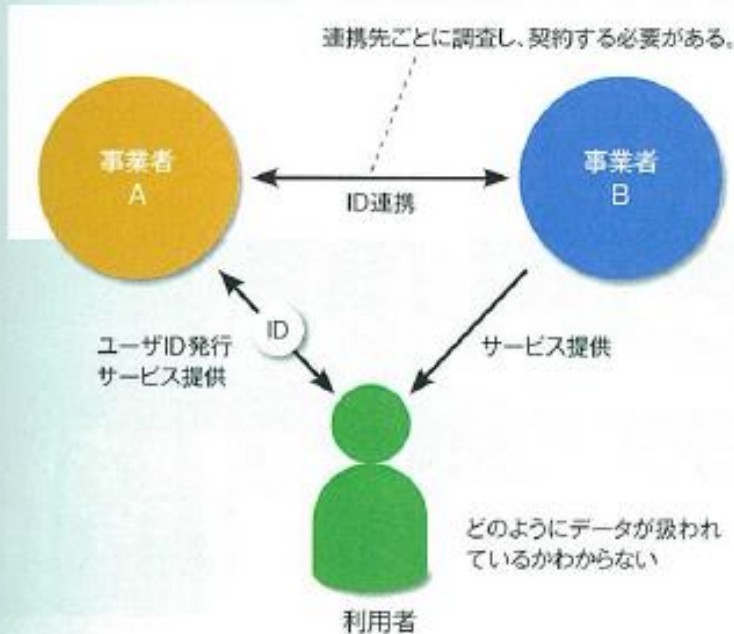 連携先ごとに調査し、契約する必要がある。
事業者
A
事業者
B
ID連携
ID
ユーザID発行
サービス提供
サービス提供
どのようにデータが扱われ
ているかわからない
利用者